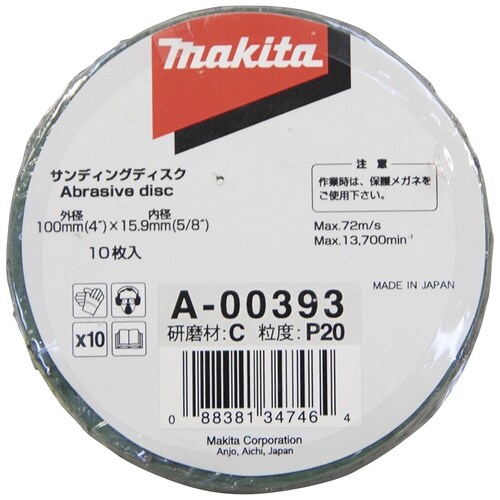 makita
サンディングディスク
Abrasive disc
外径 内径
100mm(4")×15.9mm(5/8")
10枚入
注意
作業時は、保護メガネを
ご使用下さい。
Max.72m/s
Max.13,700min⁻¹
MADE IN JAPAN
x10
A-00393
研磨材:C 粒度:P20
0 88381 34746 4
Makita Corporation
Anjo, Aichi, Japan